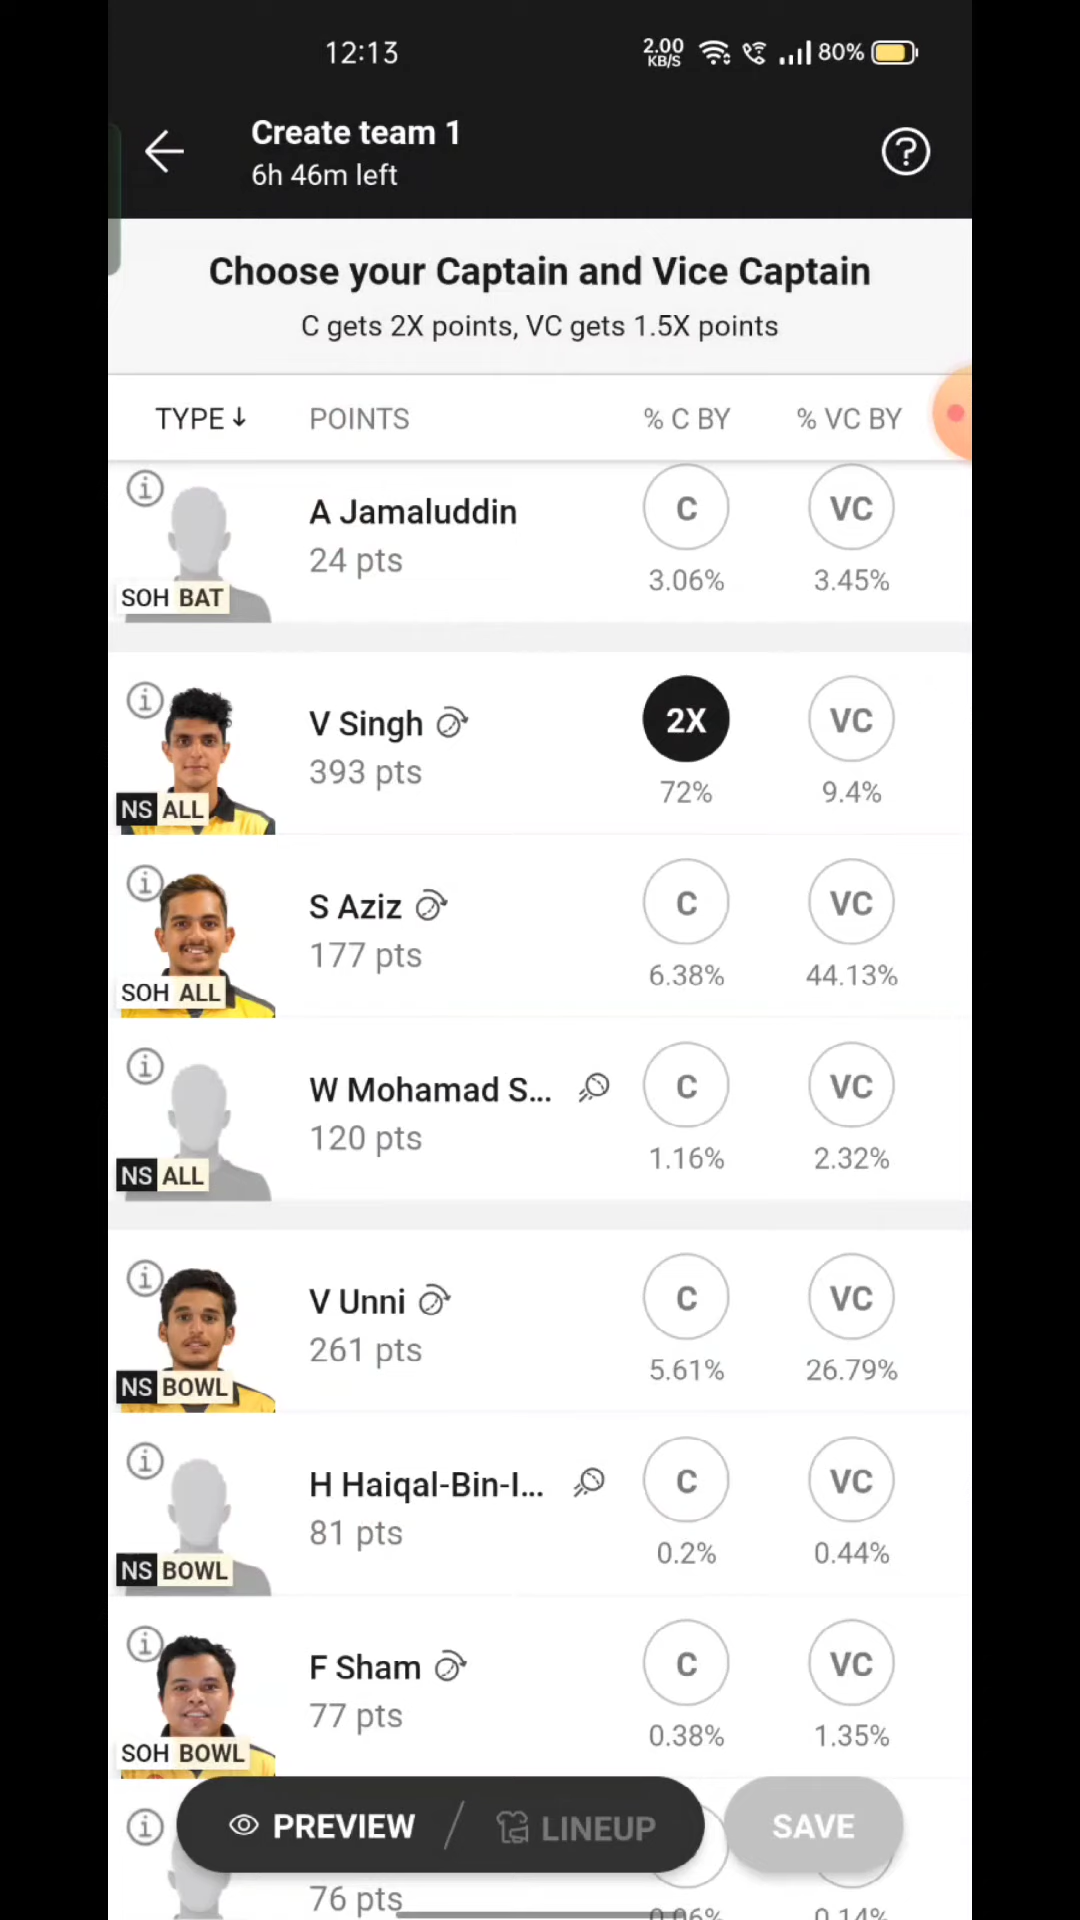 12:13
2.00 KB/S 80%
Create team 1
6h 46m left
Choose your Captain and Vice Captain
C gets 2X points, VC gets 1.5X points
TYPE POINTS % C BY % VC BY
A Jamaluddin C VC
24 pts 3.06% 3.45%
SOH BAT
V Singh 2X VC
393 pts 72% 9.4%
NS ALL
S Aziz C VC
177 pts 6.38% 44.13%
SOH ALL
W Mohamad S... C VC
120 pts 1.16% 2.32%
NS ALL
V Unni C VC
261 pts 5.61% 26.79%
NS BOWL
H Haiqal-Bin-I... C VC
81 pts 0.2% 0.44%
NS BOWL
F Sham C VC
77 pts 0.38% 1.35%
SOH BOWL
PREVIEW / LINEUP SAVE
76 pts 0.14%